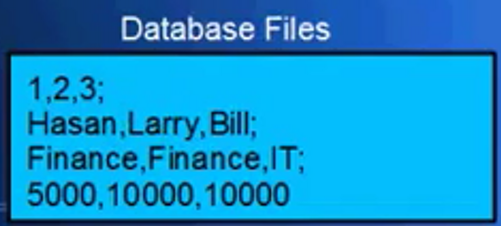 Database Files
1,2,3;
Hasan,Larry,Bill;
Finance,Finance,IT;
5000,10000,10000